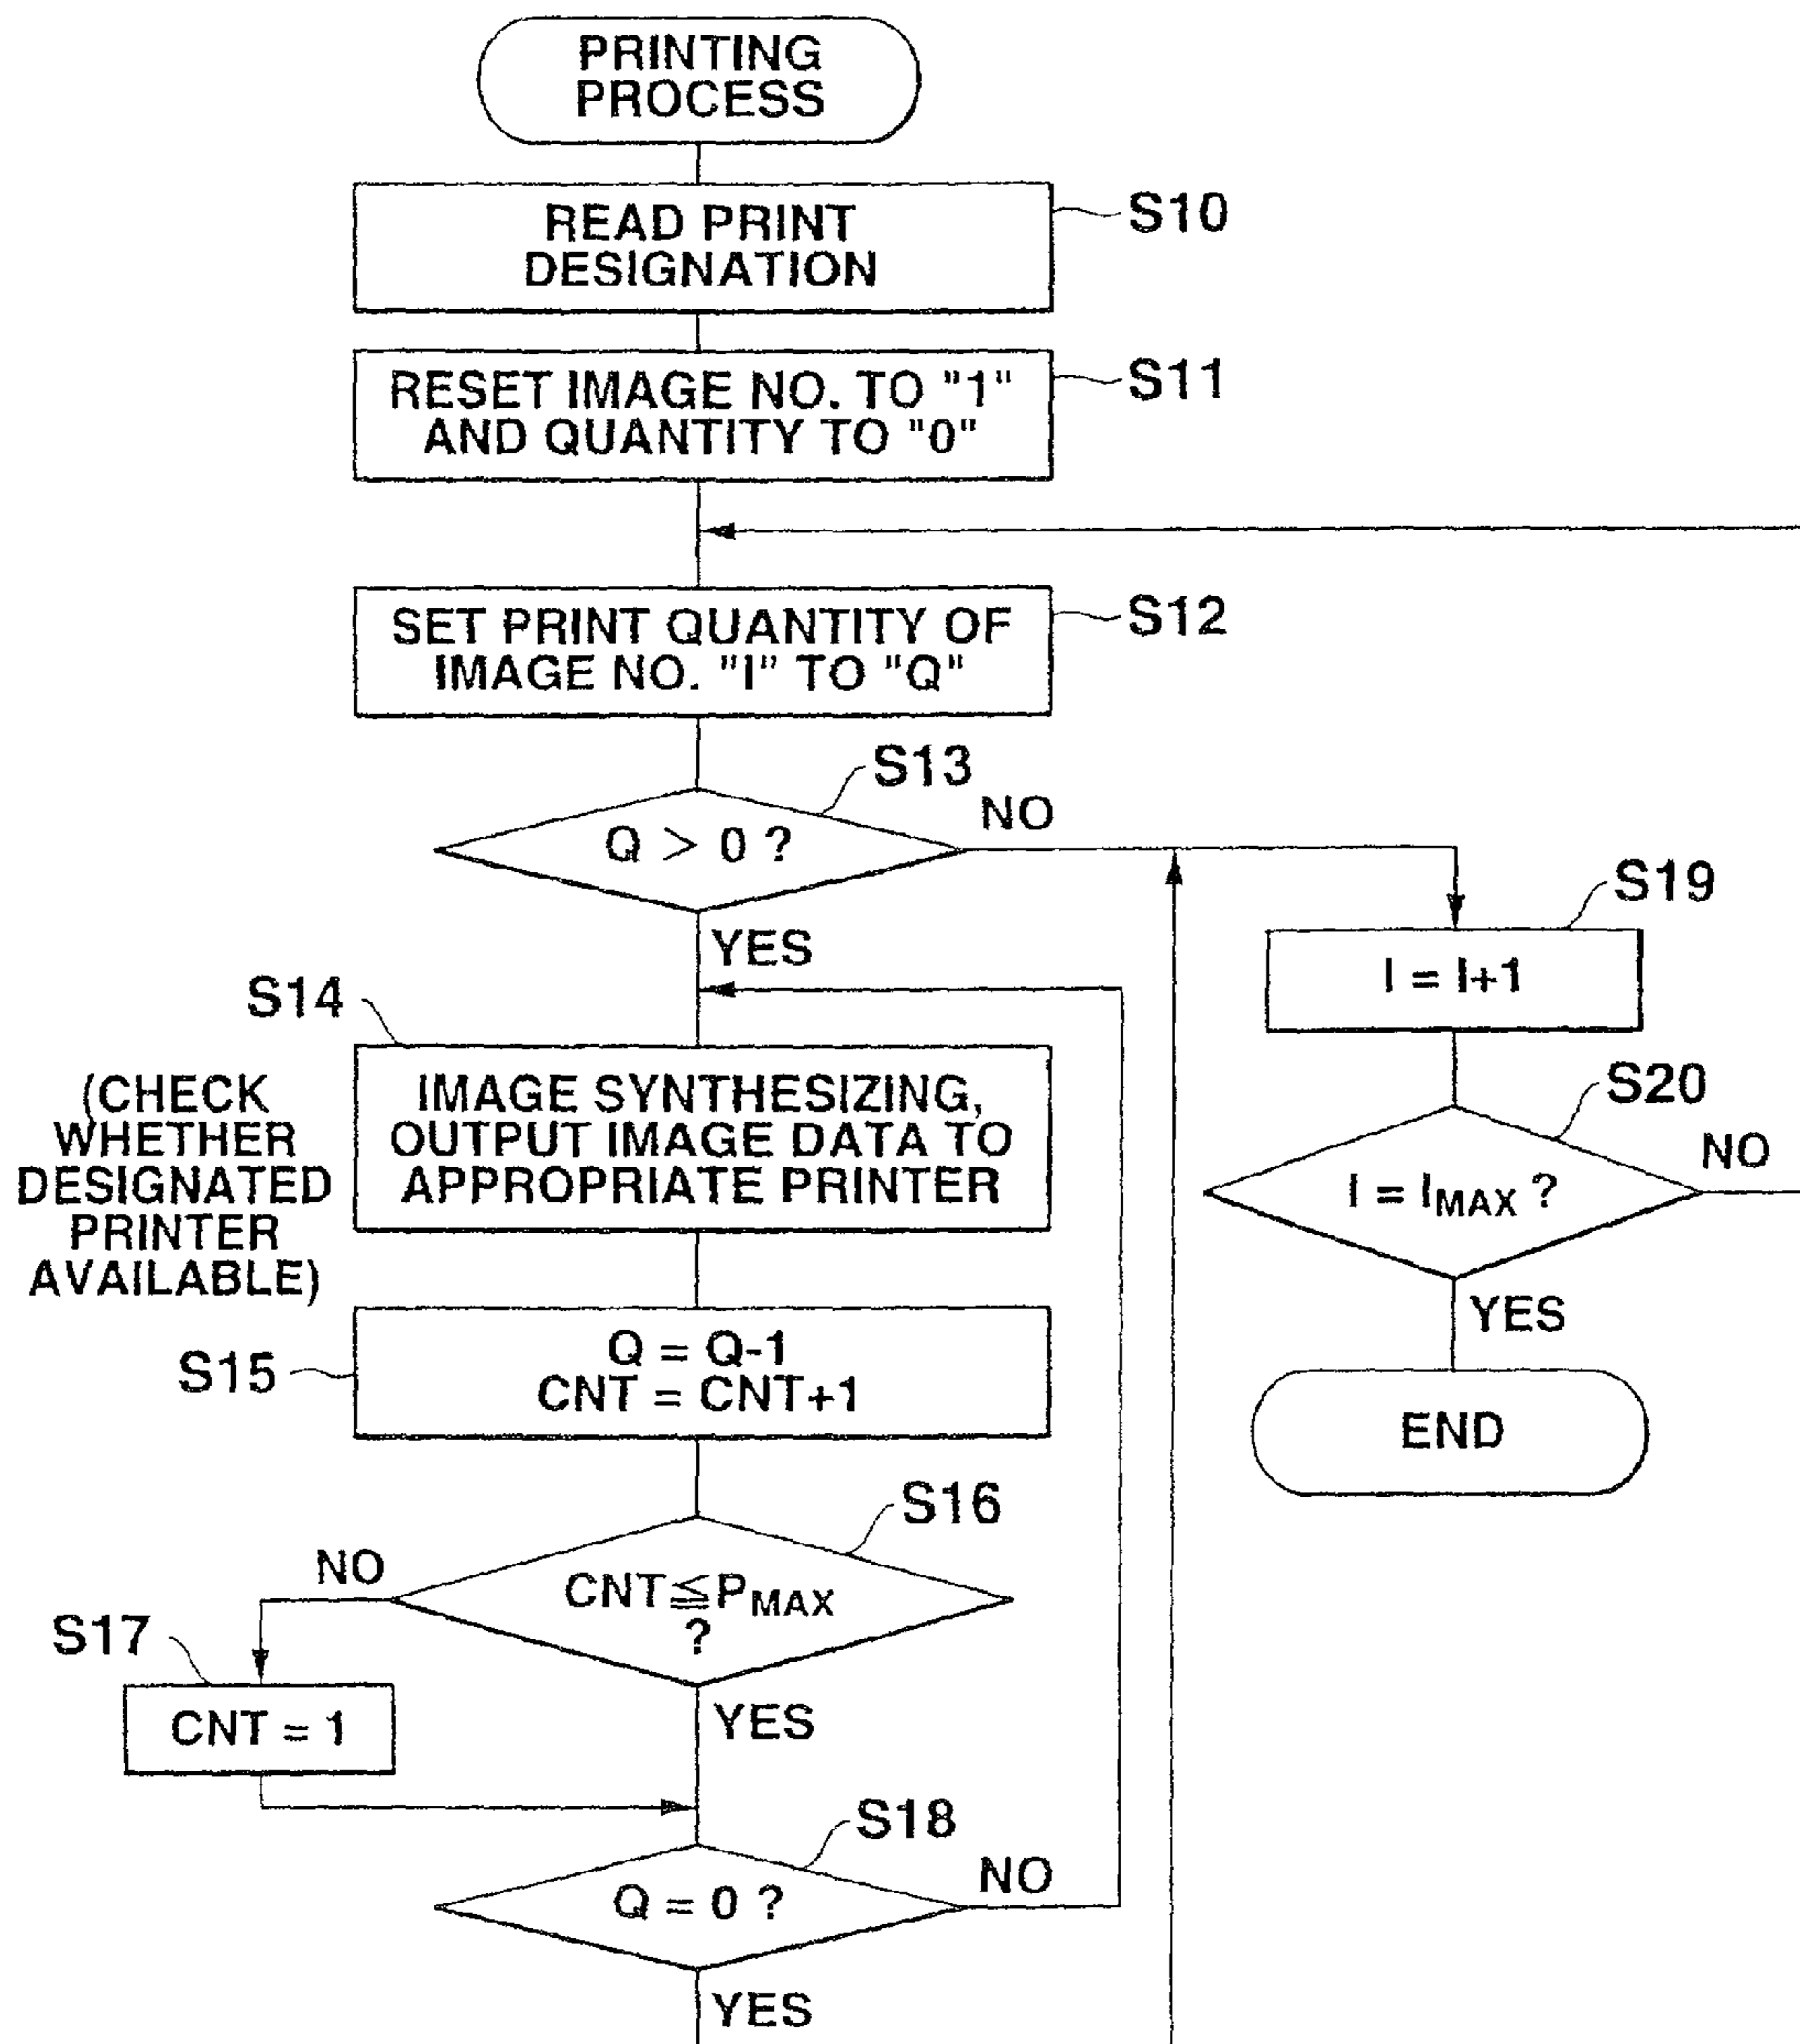 PRINTING
PROCESS
READ PRINT
DESIGNATION
S10
RESET IMAGE NO. TO "1"
AND QUANTITY TO "0"
S11
SET PRINT QUANTITY OF
IMAGE NO. "I" TO "Q"
S12
S13
Q > 0 ?
NO
YES
S19
I = I+1
S14
(CHECK
WHETHER
DESIGNATED
PRINTER
AVAILABLE)
IMAGE SYNTHESIZING,
OUTPUT IMAGE DATA TO
APPROPRIATE PRINTER
S20
I = IMAX ?
NO
YES
END
S15
Q = Q-1
CNT = CNT+1
S16
CNT≦PMAX
?
NO
YES
S17
CNT = 1
S18
Q = 0 ?
NO
YES